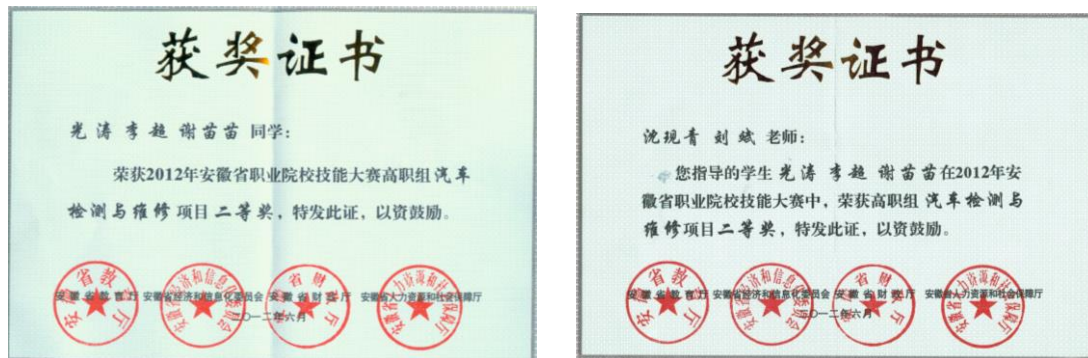 获奖证书
光涛 李超 谢苗苗 同学：
荣获2012年安徽省职业院校技能大赛高职组汽车
检测与维修项目二等奖，特发此证，以资鼓励。
安徽省教育厅 安徽省经济和信息化委员会 安徽省财政厅 安徽省人力资源和社会保障厅
二〇一二年六月
获奖证书
沈现青 刘斌 老师：
您指导的学生光涛 李超 谢苗苗在2012年安
徽省职业院校技能大赛中，荣获高职组 汽车检测与
维修项目二等奖，特发此证，以资鼓励。
安徽省教育厅 安徽省经济和信息化委员会 安徽省财政厅 安徽省人力资源和社会保障厅
二〇一二年六月